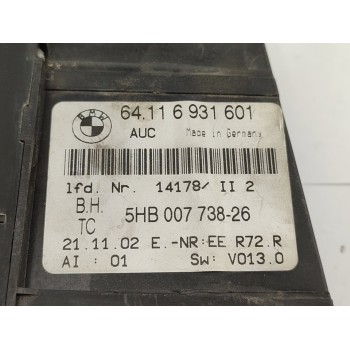 BMW
64.11 6 931 601
AUC Made in Germany
lfd. Nr. 14178/ II 2
B.H.
TC 5HB 007 738-26
21.11.02 E.-NR:EE R72.R
AI : 01 SW: V013.0